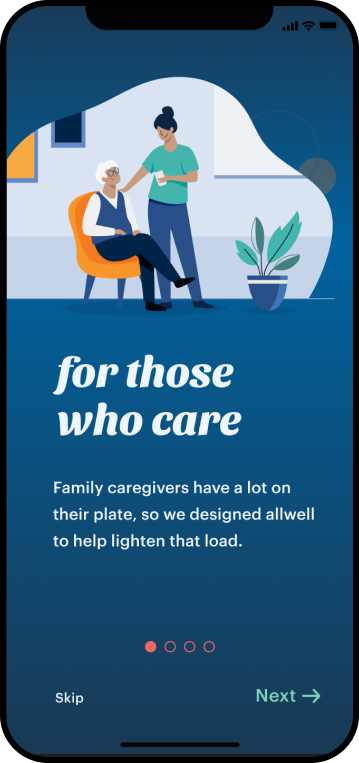 for those
who care
Family caregivers have a lot on
their plate, so we designed allwell
to help lighten that load.
Skip
Next →